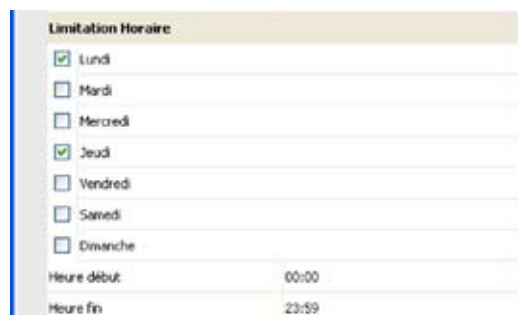 Limitation Horaire
Lundi
Mardi
Mercredi
Jeudi
Vendredi
Samedi
Dimanche
Heure début 00:00
Heure fin 23:59